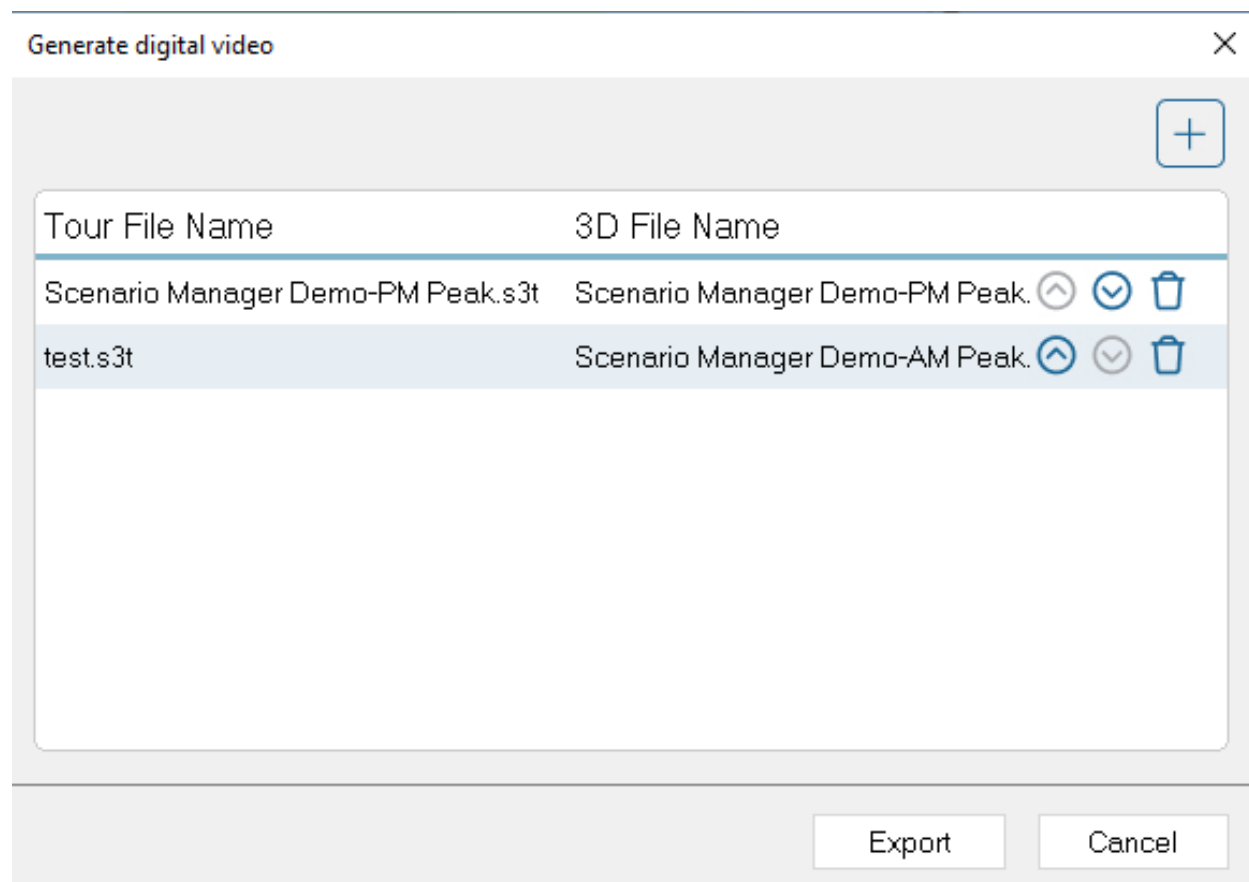 Generate digital video
Tour File Name 3D File Name
Scenario Manager Demo-PM Peak.s3t Scenario Manager Demo-PM Peak.
test.s3t Scenario Manager Demo-AM Peak.
Export Cancel